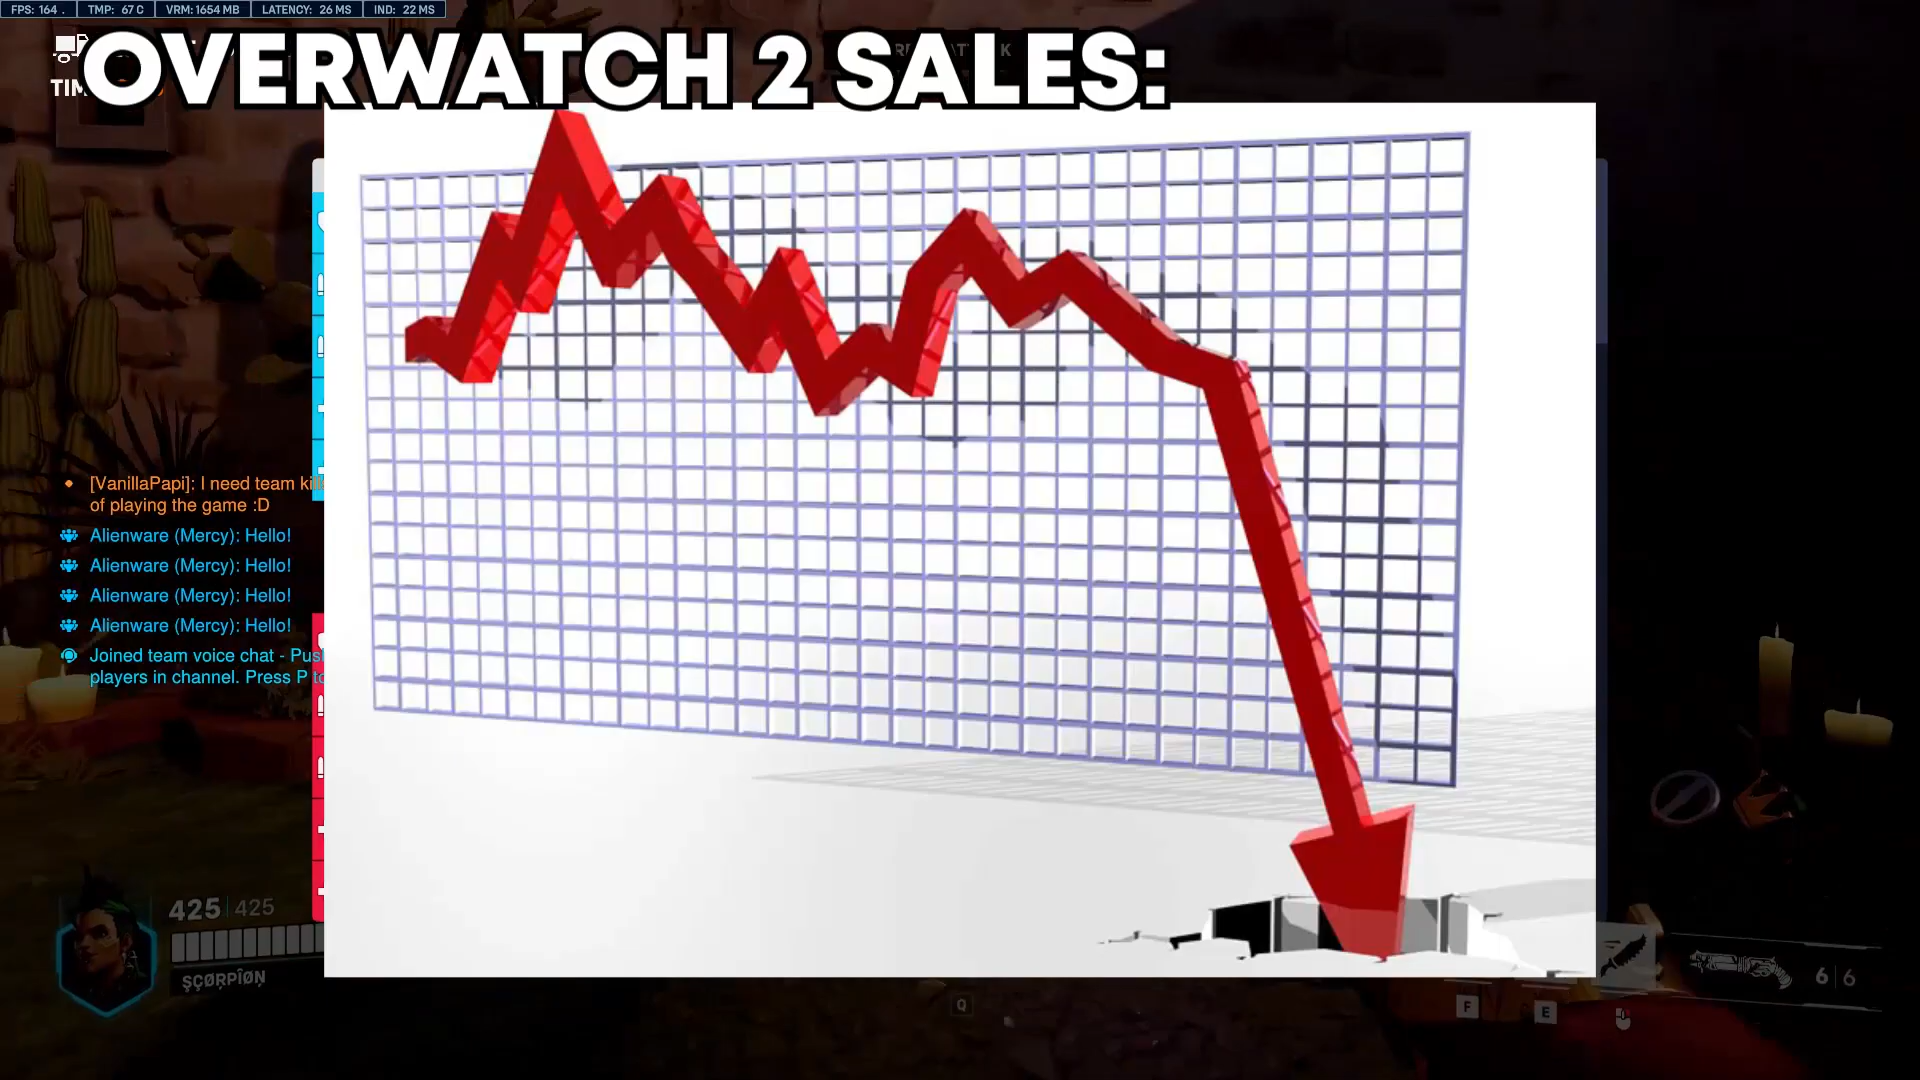 FPS: 164 . TMP: 67 C VRM: 1654 MB LATENCY: 26 MS IND: 22 MS
OVERWATCH 2 SALES:
[VanillaPapi]: I need team
of playing the game :D
Alienware (Mercy): Hello!
Alienware (Mercy): Hello!
Alienware (Mercy): Hello!
Alienware (Mercy): Hello!
Joined team voice chat -
players in channel. Press P
425 | 425
ŞÇØRPÎØŅ
6 | 6
Q
F
E